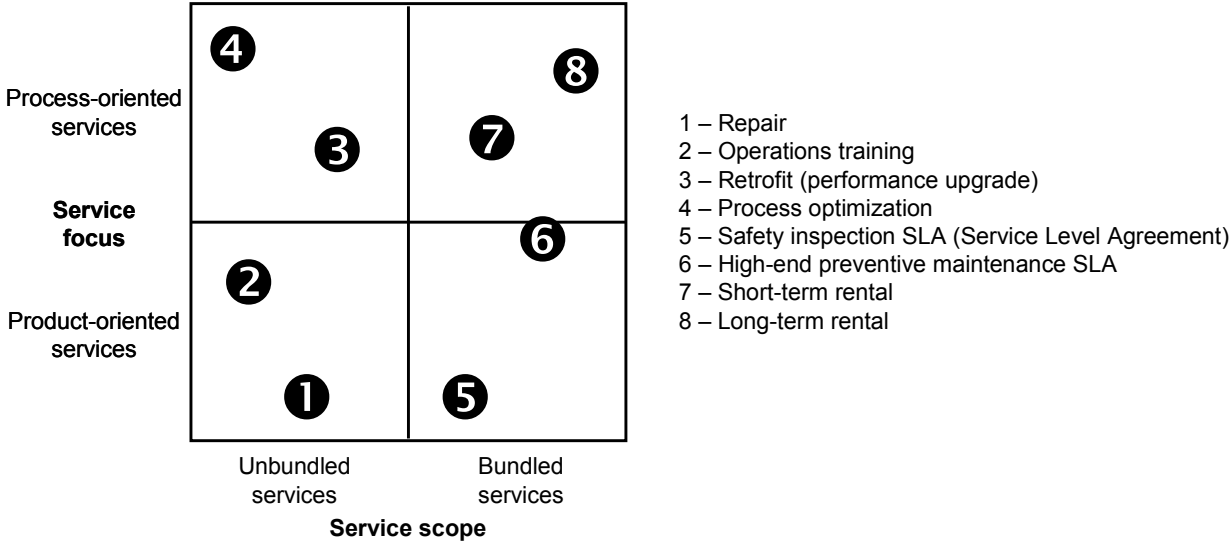 4
8
Process-oriented
services
7
3
1 – Repair
2 – Operations training
3 – Retrofit (performance upgrade)
4 – Process optimization
5 – Safety inspection SLA (Service Level Agreement)
6 – High-end preventive maintenance SLA
7 – Short-term rental
8 – Long-term rental
Service
focus
6
2
Product-oriented
services
1
5
Unbundled
services
Bundled
services
Service scope